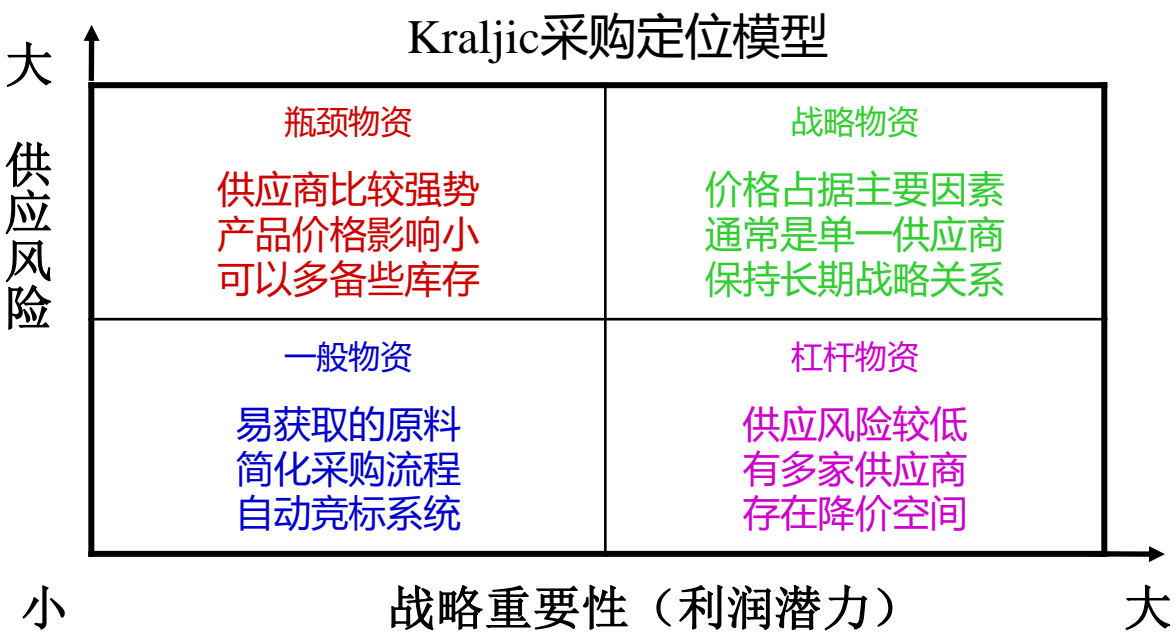 Kraljic采购定位模型
大
供应风险
瓶颈物资
供应商比较强势
产品价格影响小
可以多备些库存
战略物资
价格占据主要因素
通常是单一供应商
保持长期战略关系
一般物资
易获取的原料
简化采购流程
自动竞标系统
杠杆物资
供应风险较低
有多家供应商
存在降价空间
小
战略重要性（利润潜力）
大